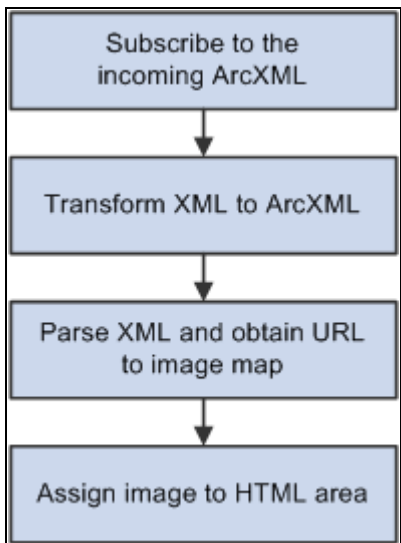 Subscribe to the
incoming ArcXML
Transform XML to ArcXML
Parse XML and obtain URL
to image map
Assign image to HTML area